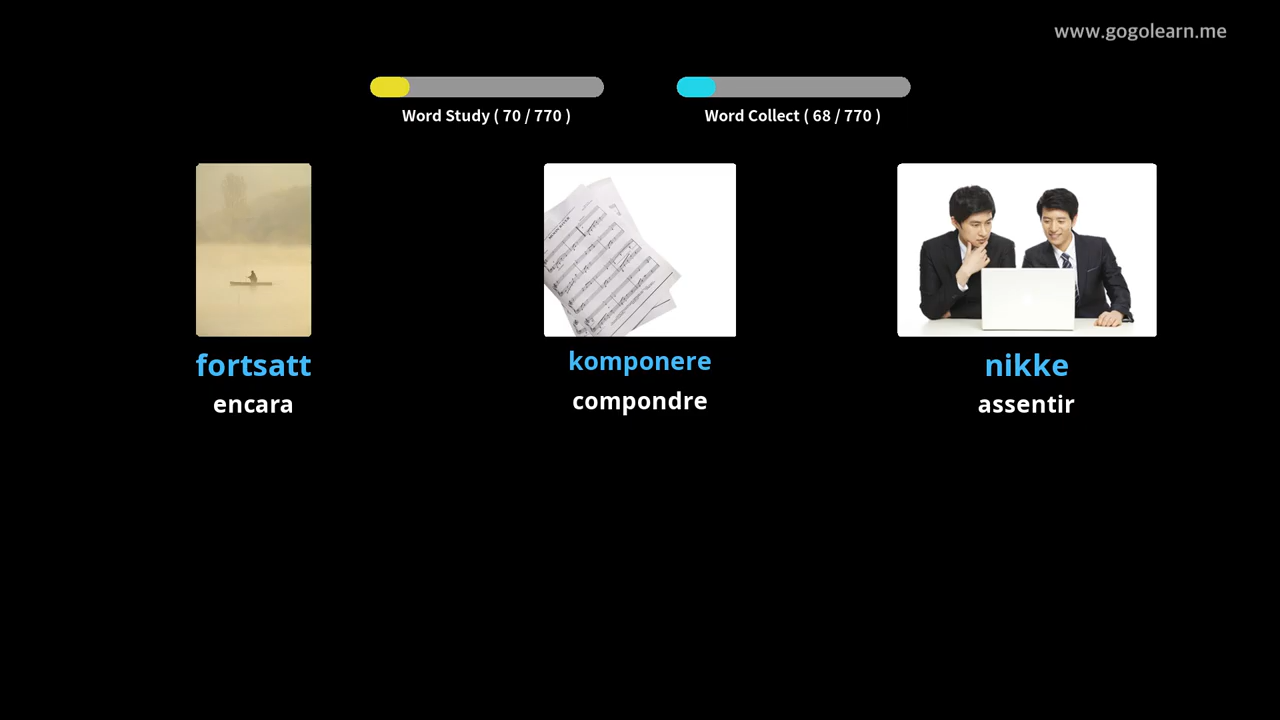 www.gogolearn.me
Word Study ( 70 / 770 )
Word Collect ( 68 / 770 )
fortsatt
encara
komponere
compondre
nikke
assentir